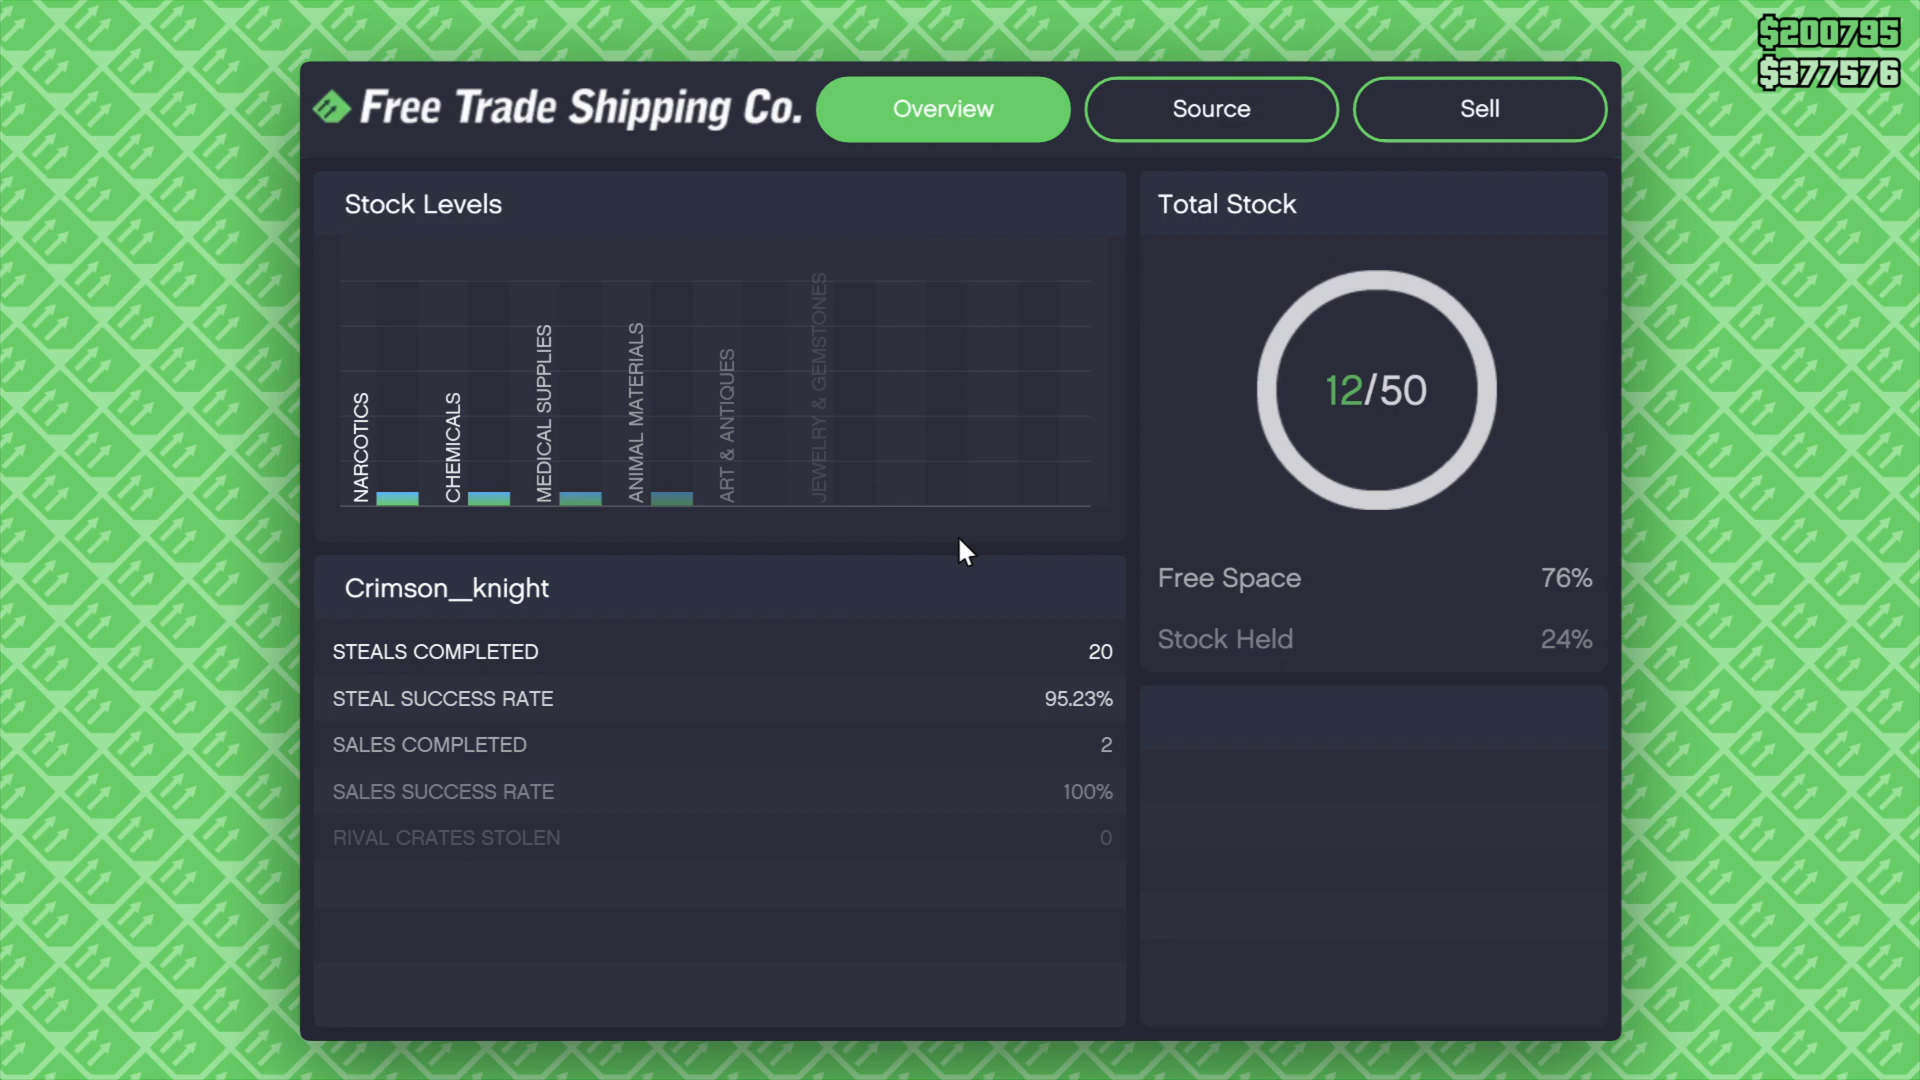 $200795
$377576
Free Trade Shipping Co.
Overview
Source
Sell
Stock Levels
NARCOTICS
CHEMICALS
MEDICAL SUPPLIES
ANIMAL MATERIALS
ART & ANTIQUES
JEWELRY & GEMSTONES
Total Stock
12/50
Free Space 76%
Stock Held 24%
Crimson__knight
STEALS COMPLETED 20
STEAL SUCCESS RATE 95.23%
SALES COMPLETED 2
SALES SUCCESS RATE 100%
RIVAL CRATES STOLEN 0